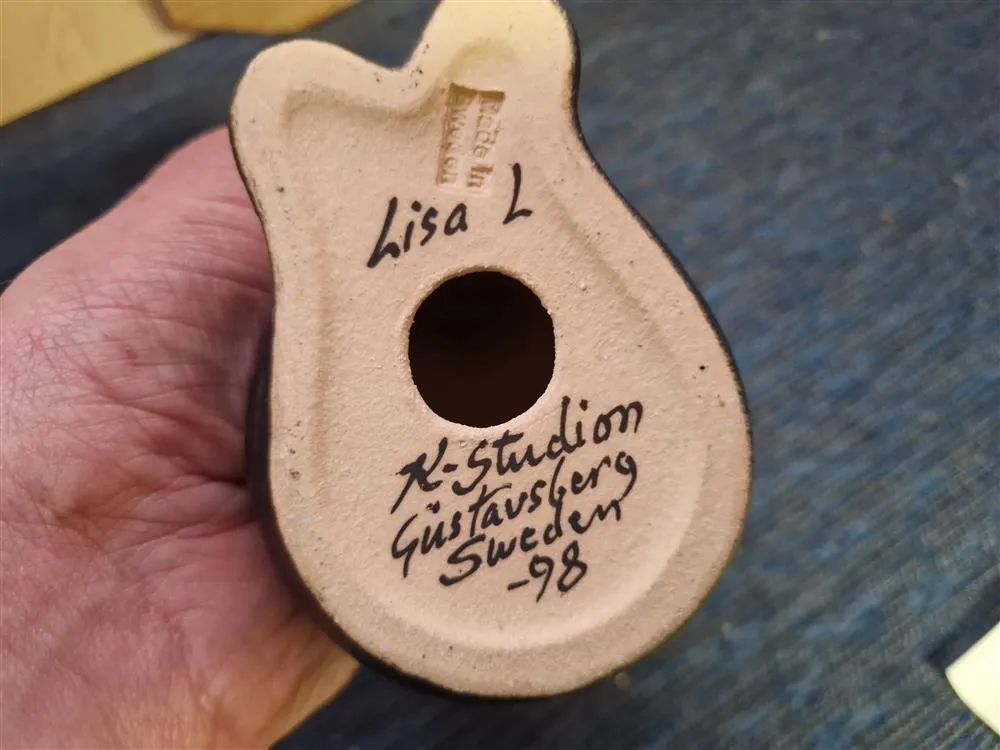 Made in
Sweden
Lisa L
K-Studion
Gustavsberg
Sweden
-98